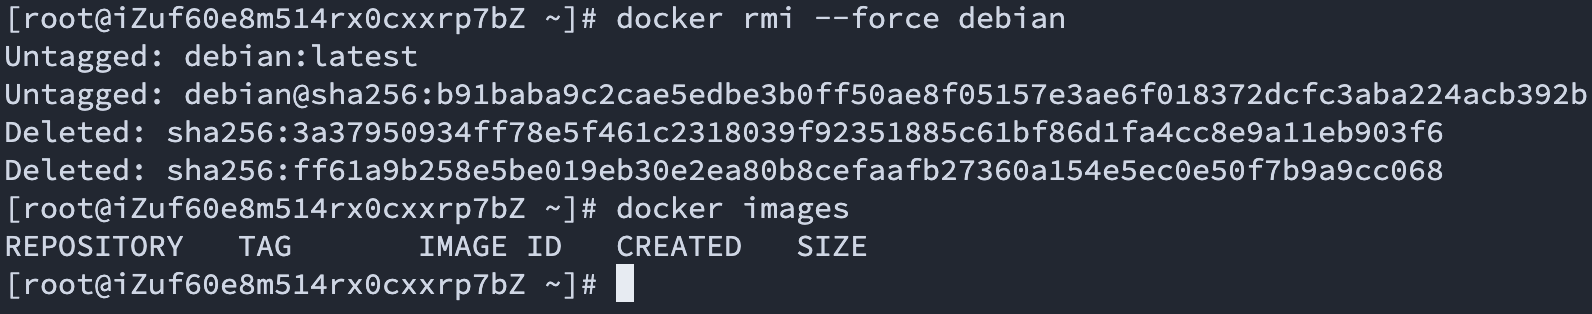 [root@iZuf60e8m514rx0cxxrp7bZ ~]# docker rmi --force debian
Untagged: debian:latest
Untagged: debian@sha256:b91baba9c2cae5edbe3b0ff50ae8f05157e3ae6f018372dcfc3aba224acb392b
Deleted: sha256:3a37950934ff78e5f461c2318039f92351885c61bf86d1fa4cc8e9a11eb903f6
Deleted: sha256:ff61a9b258e5be019eb30e2ea80b8cefaafb27360a154e5ec0e50f7b9a9cc068
[root@iZuf60e8m514rx0cxxrp7bZ ~]# docker images
REPOSITORY   TAG       IMAGE ID   CREATED   SIZE
[root@iZuf60e8m514rx0cxxrp7bZ ~]#